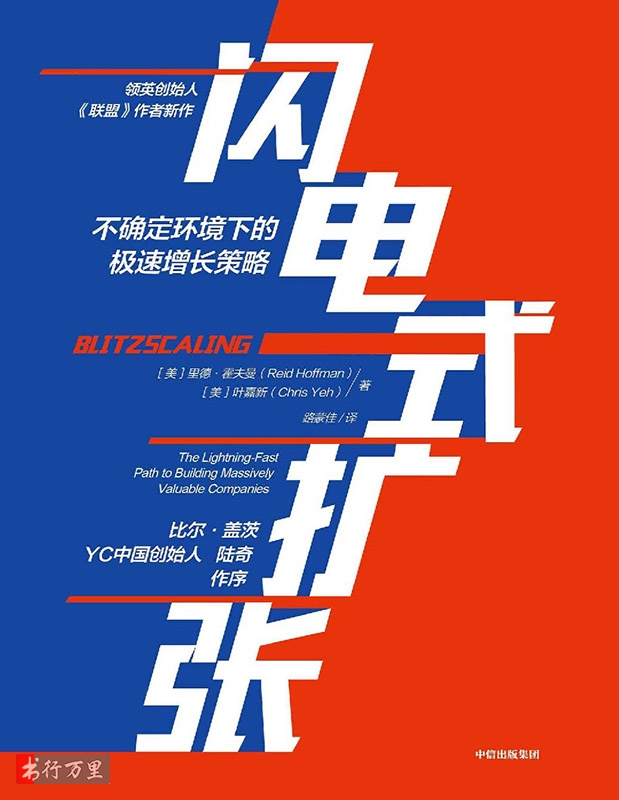 领英创始人
《联盟》作者新作
闪
电
式
扩
张
不确定环境下的
极速增长策略
BLITZSCALING
［美］里德·霍夫曼（Reid Hoffman）/
［美］叶嘉新（Chris Yeh）/ 著
路蒙佳 / 译
The Lightning-Fast
Path to Building Massively
Valuable Companies
比尔·盖茨
YC中国创始人 陆奇
作序
中信出版集团
书行万里